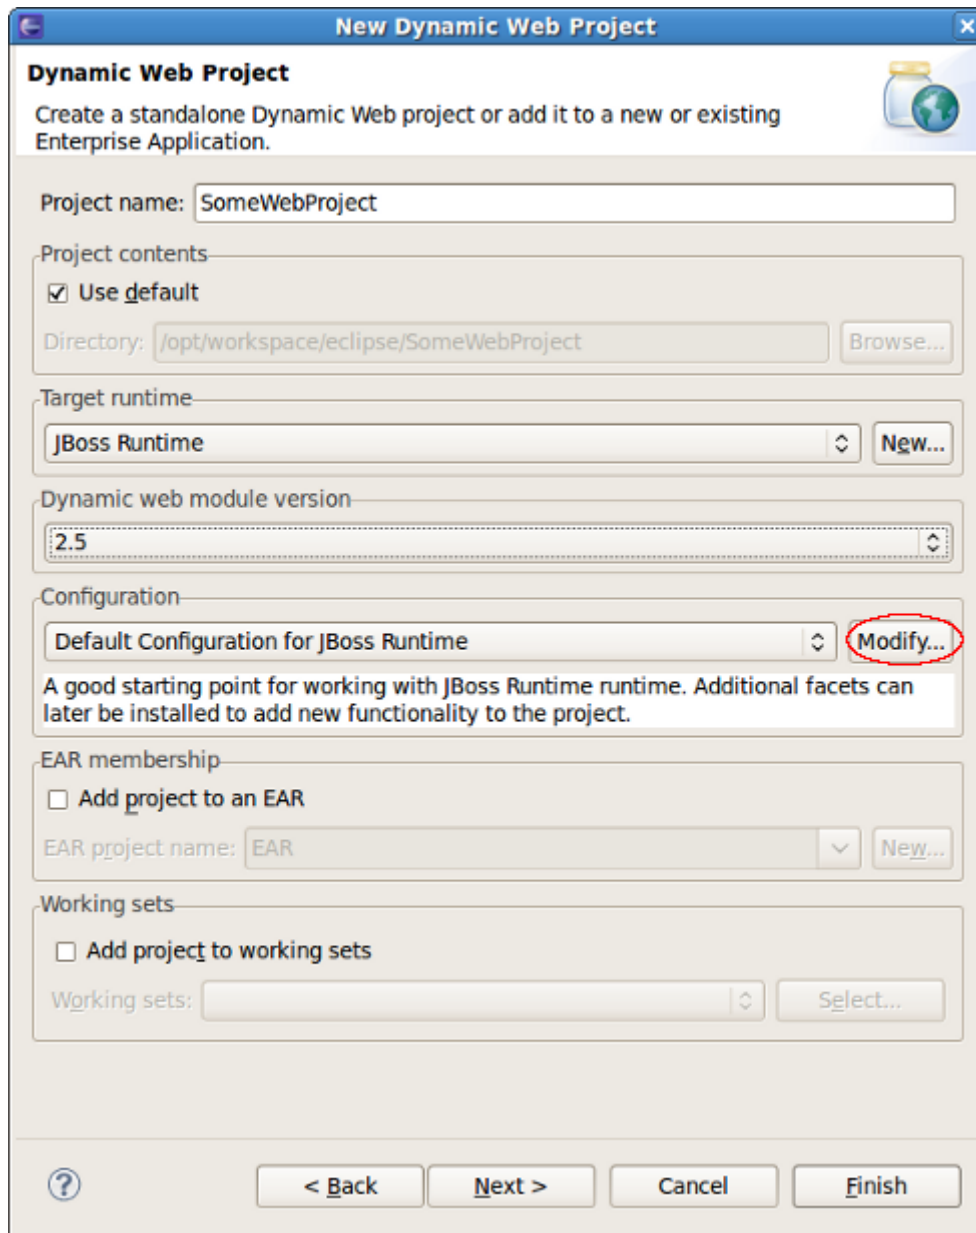 New Dynamic Web Project
Dynamic Web Project
Create a standalone Dynamic Web project or add it to a new or existing
Enterprise Application.
Project name: SomeWebProject
Project contents
Use default
Directory: /opt/workspace/eclipse/SomeWebProject Browse...
Target runtime
JBoss Runtime New...
Dynamic web module version
2.5
Configuration
Default Configuration for JBoss Runtime Modify...
A good starting point for working with JBoss Runtime runtime. Additional facets can
later be installed to add new functionality to the project.
EAR membership
Add project to an EAR
EAR project name: EAR New...
Working sets
Add project to working sets
Working sets: Select...
? < Back Next > Cancel Finish